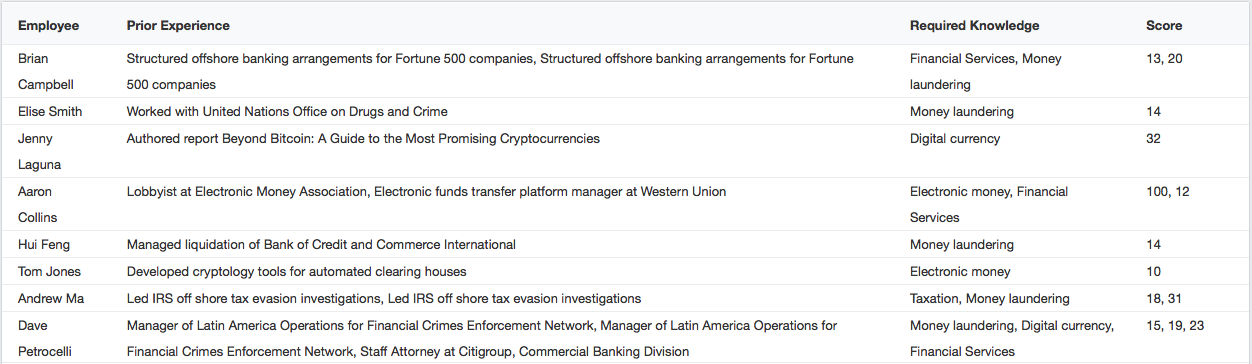 Employee Prior Experience Required Knowledge Score
Brian Structured offshore banking arrangements for Fortune 500 companies, Structured offshore banking arrangements for Fortune Financial Services, Money 13, 20
Campbell 500 companies laundering
Elise Smith Worked with United Nations Office on Drugs and Crime Money laundering 14
Jenny Authored report Beyond Bitcoin: A Guide to the Most Promising Cryptocurrencies Digital currency 32
Laguna
Aaron Lobbyist at Electronic Money Association, Electronic funds transfer platform manager at Western Union Electronic money, Financial 100, 12
Collins Services
Hui Feng Managed liquidation of Bank of Credit and Commerce International Money laundering 14
Tom Jones Developed cryptology tools for automated clearing houses Electronic money 10
Andrew Ma Led IRS off shore tax evasion investigations, Led IRS off shore tax evasion investigations Taxation, Money laundering 18, 31
Dave Manager of Latin America Operations for Financial Crimes Enforcement Network, Manager of Latin America Operations for Money laundering, Digital currency, 15, 19, 23
Petrocelli Financial Crimes Enforcement Network, Staff Attorney at Citigroup, Commercial Banking Division Financial Services